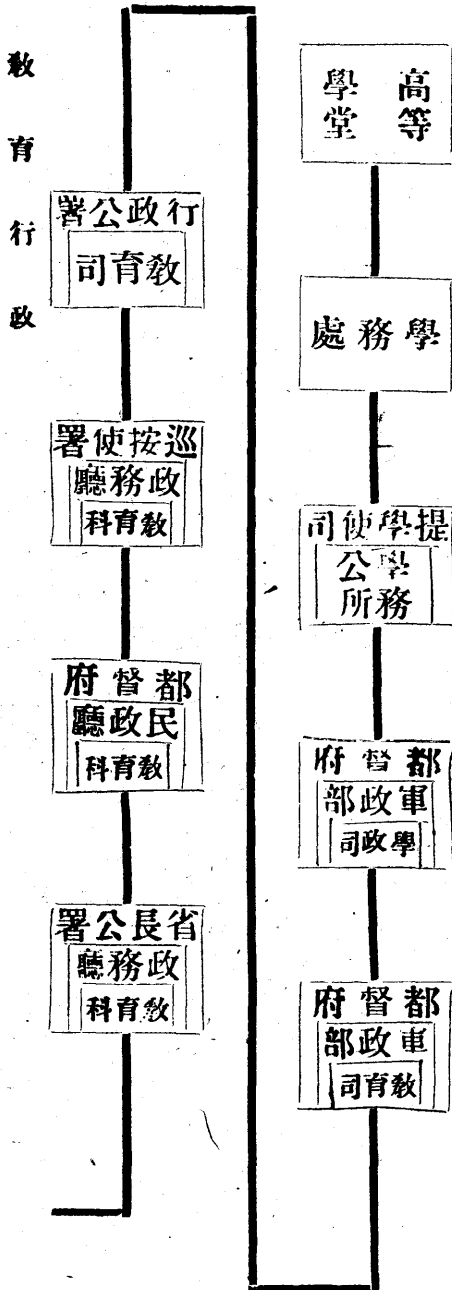 高等
學堂
學務處
提學使司
學務
公所
都督府
軍政部
學政司
都督府
軍政部
教育司
行政公署
教育司
巡按使署
政務廳
教育科
都督府
民政廳
教育科
省長公署
政務廳
教育科
教育行政